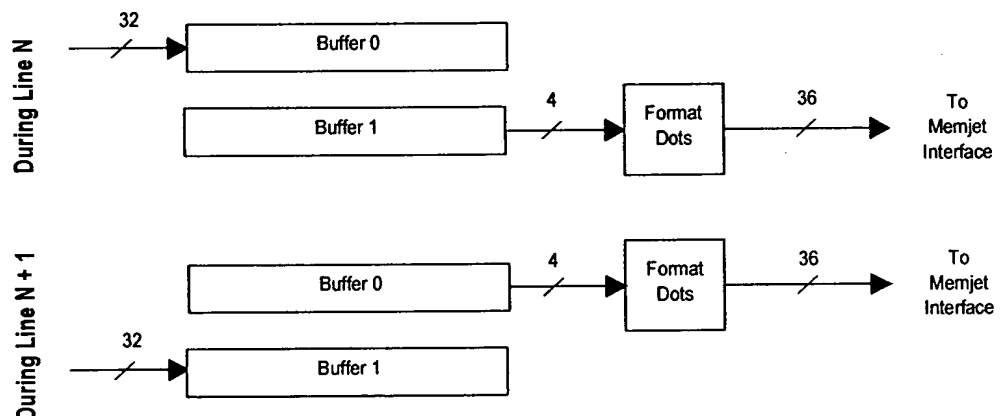 During Line N
32
Buffer 0
Buffer 1
4
Format
Dots
36
To
Memjet
Interface
During Line N + 1
Buffer 0
4
Format
Dots
36
To
Memjet
Interface
32
Buffer 1